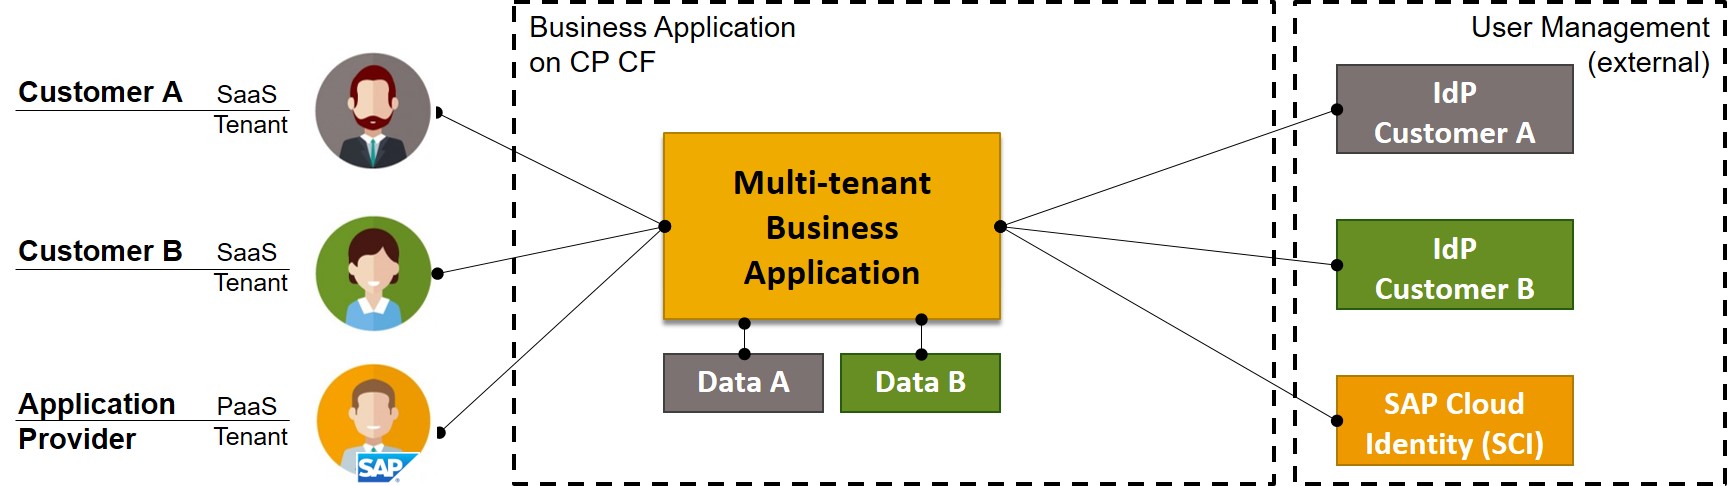 Business Application
on CP CF
User Management
(external)
Customer A
SaaS
Tenant
Customer B
SaaS
Tenant
Application
Provider
PaaS
Tenant
SAP
Multi-tenant
Business
Application
Data A
Data B
IdP
Customer A
IdP
Customer B
SAP Cloud
Identity (SCI)